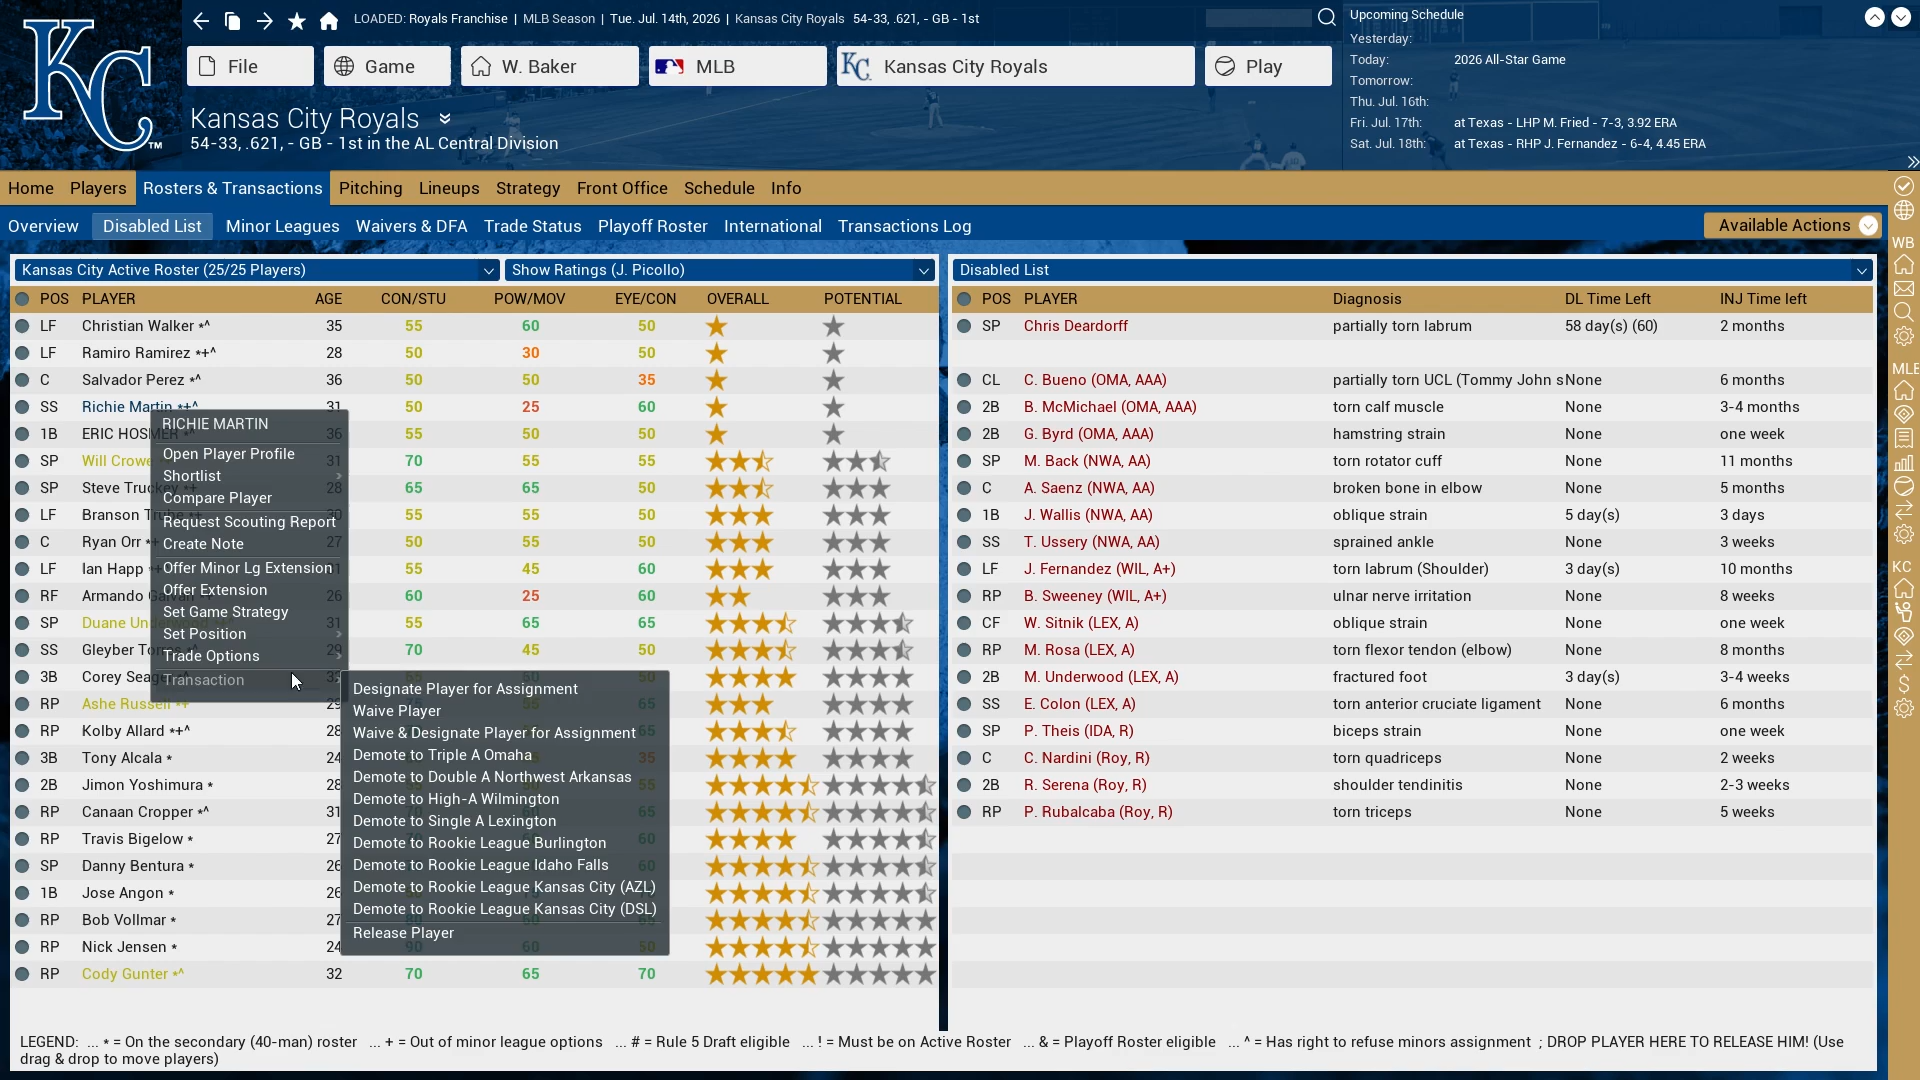 LOADED: Royals Franchise | MLB Season | Tue. Jul. 14th, 2026 | Kansas City Royals 54-33, .621, - GB - 1st
File Game W. Baker MLB Kansas City Royals Play
Kansas City Royals
54-33, .621, - GB - 1st in the AL Central Division
Upcoming Schedule
Yesterday:
Today: 2026 All-Star Game
Tomorrow:
Thu. Jul. 16th:
Fri. Jul. 17th: at Texas - LHP M. Fried - 7-3, 3.92 ERA
Sat. Jul. 18th: at Texas - RHP J. Fernandez - 6-4, 4.45 ERA
KC TM
Home Players Rosters & Transactions Pitching Lineups Strategy Front Office Schedule Info
Overview Disabled List Minor Leagues Waivers & DFA Trade Status Playoff Roster International Transactions Log Available Actions
Kansas City Active Roster (25/25 Players) Show Ratings (J. Picollo)
POS PLAYER AGE CON/STU POW/MOV EYE/CON OVERALL POTENTIAL
LF Christian Walker *^ 35 55 60 50
LF Ramiro Ramirez *+^ 28 50 30 50
C Salvador Perez *^ 36 50 50 35
SS Richie Martin *+^ 31 50 25 60
1B ERIC HOSMER *^ 36 55 50 50
SP Will Crowe 31 70 55 55
SP Steve Truckey *+ 28 65 65 50
LF Branson Trube 30 55 55 50
C Ryan Orr 27 50 55 50
LF Ian Happ 31 55 45 60
RF Armando Galvan 26 60 25 60
SP Duane Underwood 31 55 65 65
SS Gleyber Torres 29 70 45 50
3B Corey Seager
RP Ashe Russell *+ 29 65
RP Kolby Allard *+^ 28 65
3B Tony Alcala * 24 35
2B Jimon Yoshimura * 28 55
RP Canaan Cropper *^ 31 70 65
RP Travis Bigelow * 27 60
SP Danny Bentura * 26 60
1B Jose Angon * 26
RP Bob Vollmar * 27
RP Nick Jensen * 24 90 60 50
RP Cody Gunter *^ 32 70 65 70
RICHIE MARTIN
Open Player Profile
Shortlist
Compare Player
Request Scouting Report
Create Note
Offer Minor Lg Extension
Offer Extension
Set Game Strategy
Set Position
Trade Options
Transaction
Designate Player for Assignment
Waive Player
Waive & Designate Player for Assignment
Demote to Triple A Omaha
Demote to Double A Northwest Arkansas
Demote to High-A Wilmington
Demote to Single A Lexington
Demote to Rookie League Burlington
Demote to Rookie League Idaho Falls
Demote to Rookie League Kansas City (AZL)
Demote to Rookie League Kansas City (DSL)
Release Player
Disabled List
POS PLAYER Diagnosis DL Time Left INJ Time left
SP Chris Deardorff partially torn labrum 58 day(s) (60) 2 months
CL C. Bueno (OMA, AAA) partially torn UCL (Tommy John s None 6 months
2B B. McMichael (OMA, AAA) torn calf muscle None 3-4 months
2B G. Byrd (OMA, AAA) hamstring strain None one week
SP M. Back (NWA, AA) torn rotator cuff None 11 months
C A. Saenz (NWA, AA) broken bone in elbow None 5 months
1B J. Wallis (NWA, AA) oblique strain 5 day(s) 3 days
SS T. Ussery (NWA, AA) sprained ankle None 3 weeks
LF J. Fernandez (WIL, A+) torn labrum (Shoulder) 3 day(s) 10 months
RP B. Sweeney (WIL, A+) ulnar nerve irritation None 8 weeks
CF W. Sitnik (LEX, A) oblique strain None one week
RP M. Rosa (LEX, A) torn flexor tendon (elbow) None 8 months
2B M. Underwood (LEX, A) fractured foot 3 day(s) 3-4 weeks
SS E. Colon (LEX, A) torn anterior cruciate ligament None 6 months
SP P. Theis (IDA, R) biceps strain None one week
C C. Nardini (Roy, R) torn quadriceps None 2 weeks
2B R. Serena (Roy, R) shoulder tendinitis None 2-3 weeks
RP P. Rubalcaba (Roy, R) torn triceps None 5 weeks
WB
MLB
KC
LEGEND: ... * = On the secondary (40-man) roster ... + = Out of minor league options ... # = Rule 5 Draft eligible ... ! = Must be on Active Roster ... & = Playoff Roster eligible ... ^ = Has right to refuse minors assignment ; DROP PLAYER HERE TO RELEASE HIM! (Use
drag & drop to move players)